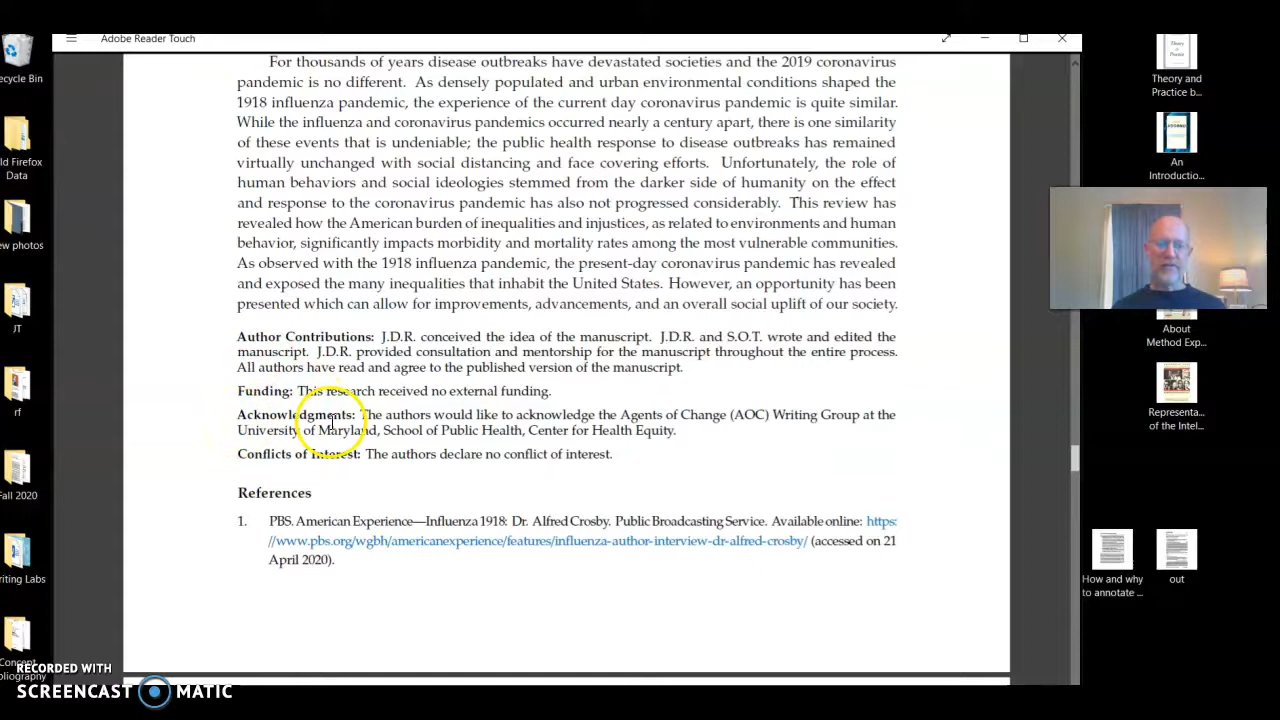 Adobe Reader Touch
For thousands of years disease outbreaks have devastated societies and the 2019 coronavirus
pandemic is no different. As densely populated and urban environmental conditions shaped the
1918 influenza pandemic, the experience of the current day coronavirus pandemic is quite similar.
While the influenza and coronavirus pandemics occurred nearly a century apart, there is one similarity
of these events that is undeniable; the public health response to disease outbreaks has remained
virtually unchanged with social distancing and face covering efforts. Unfortunately, the role of
human behaviors and social ideologies stemmed from the darker side of humanity on the effect
and response to the coronavirus pandemic has also not progressed considerably. This review has
revealed how the American burden of inequalities and injustices, as related to environments and human
behavior, significantly impacts morbidity and mortality rates among the most vulnerable communities.
As observed with the 1918 influenza pandemic, the present-day coronavirus pandemic has revealed
and exposed the many inequalities that inhabit the United States. However, an opportunity has been
presented which can allow for improvements, advancements, and an overall social uplift of our society.
Author Contributions: J.D.R. conceived the idea of the manuscript. J.D.R. and S.O.T. wrote and edited the
manuscript. J.D.R. provided consultation and mentorship for the manuscript throughout the entire process.
All authors have read and agree to the published version of the manuscript.
Funding: This research received no external funding.
Acknowledgments: The authors would like to acknowledge the Agents of Change (AOC) Writing Group at the
University of Maryland, School of Public Health, Center for Health Equity.
Conflicts of Interest: The authors declare no conflict of interest.
References
1. PBS. American Experience—Influenza 1918: Dr. Alfred Crosby. Public Broadcasting Service. Available online: https:
//www.pbs.org/wgbh/americanexperience/features/influenza-author-interview-dr-alfred-crosby/ (accessed on 21
April 2020).
ecycle Bin
ld Firefox
Data
ew photos
JT
rf
Fall 2020
riting Labs
Concept
bliography
Theory and
Practice b...
An
Introductio...
About
Method Exp...
Representa...
of the Intel...
How and why
to annotate ...
out
RECORDED WITH
SCREENCAST MATIC